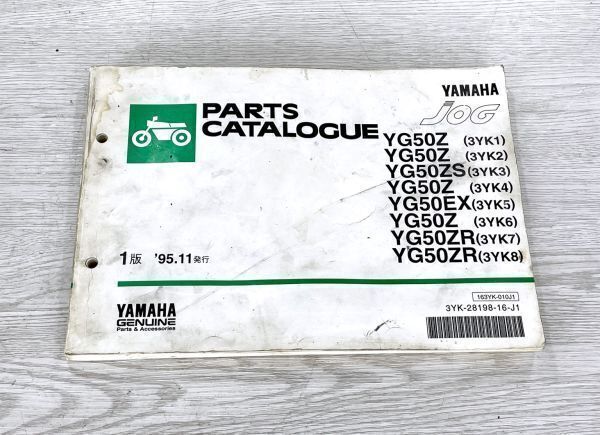 PARTS
CATALOGUE
YAMAHA
JOG
YG50Z (3YK1)
YG50Z (3YK2)
YG50ZS (3YK3)
YG50Z (3YK4)
YG50EX (3YK5)
YG50Z (3YK6)
YG50ZR (3YK7)
YG50ZR (3YK8)
1版 '95.11発行
YAMAHA
GENUINE
Parts & Accessories
163YK-010J1
3YK-28198-16-J1